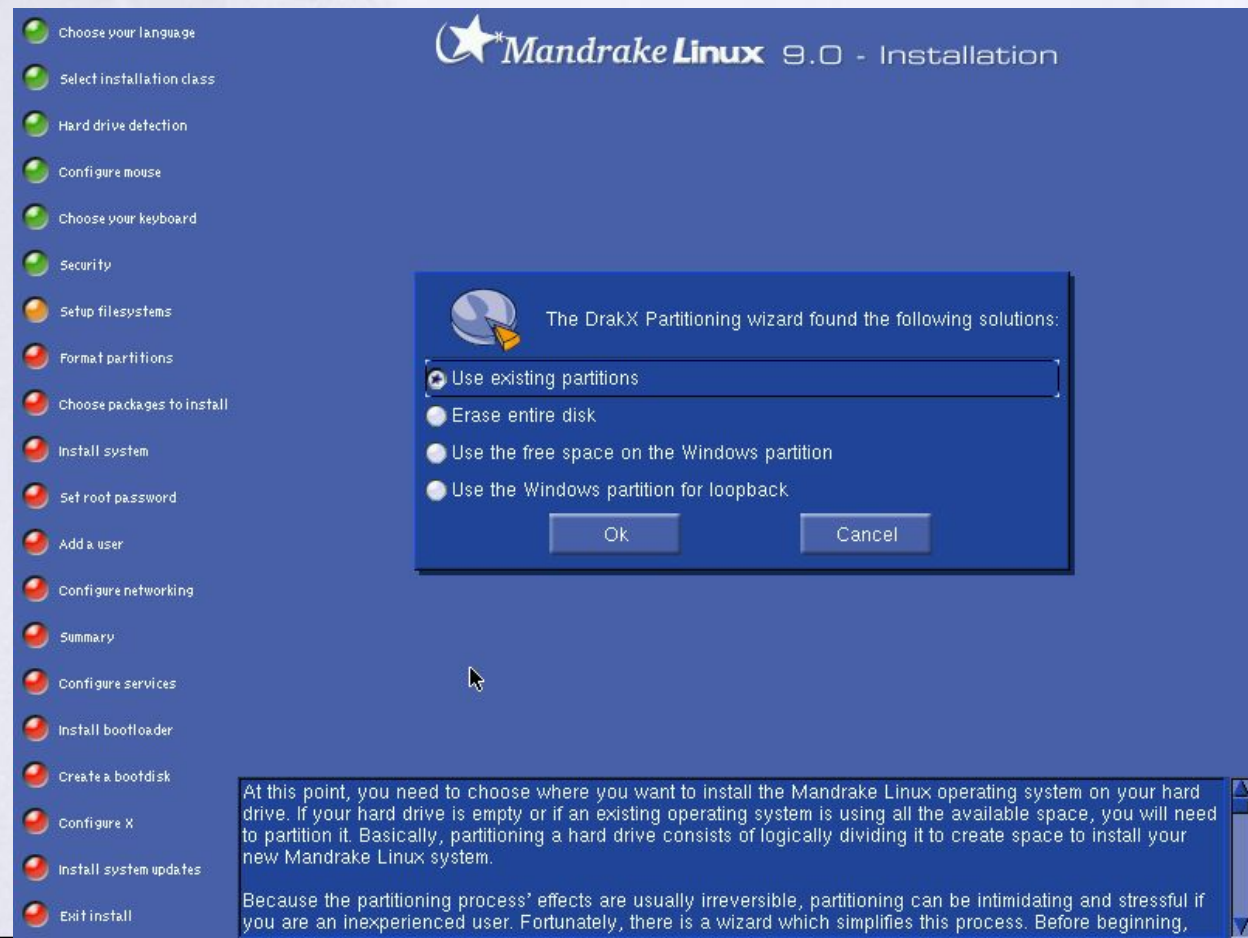 Mandrake Linux 9.0 - Installation
Choose your language
Select installation class
Hard drive detection
Configure mouse
Choose your keyboard
Security
Setup filesystems
Format partitions
Choose packages to install
Install system
Set root password
Add a user
Configure networking
Summary
Configure services
Install bootloader
Create a bootdisk
Configure X
Install system updates
Exit install
The DrakX Partitioning wizard found the following solutions:
Use existing partitions
Erase entire disk
Use the free space on the Windows partition
Use the Windows partition for loopback
Ok
Cancel
At this point, you need to choose where you want to install the Mandrake Linux operating system on your hard
drive. If your hard drive is empty or if an existing operating system is using all the available space, you will need
to partition it. Basically, partitioning a hard drive consists of logically dividing it to create space to install your
new Mandrake Linux system.
Because the partitioning process' effects are usually irreversible, partitioning can be intimidating and stressful if
you are an inexperienced user. Fortunately, there is a wizard which simplifies this process. Before beginning,